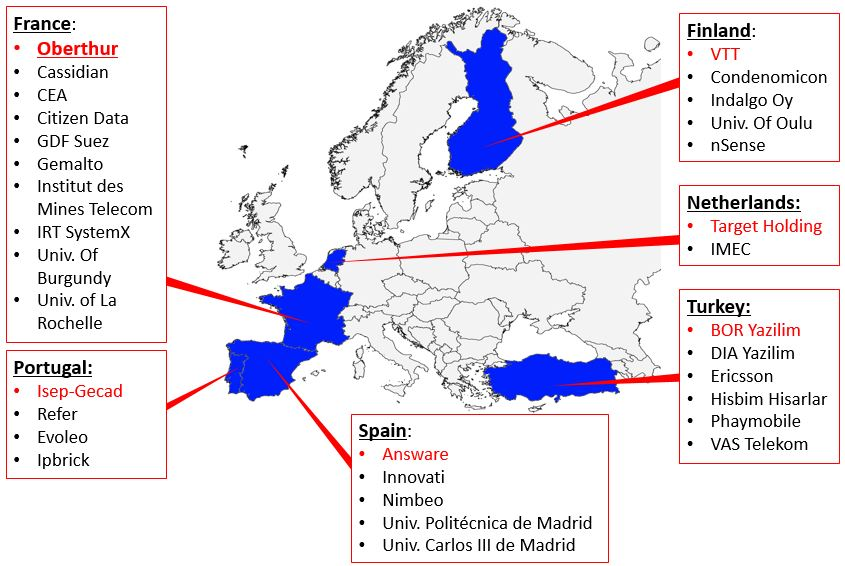 France:
• Oberthur
• Cassidian
• CEA
• Citizen Data
• GDF Suez
• Gemalto
• Institut des
Mines Telecom
• IRT SystemX
• Univ. Of
Burgundy
• Univ. of La
Rochelle
Portugal:
• Isep-Gecad
• Refer
• Evoleo
• Ipbrick
Spain:
• Answare
• Innovati
• Nimbeo
• Univ. Politécnica de Madrid
• Univ. Carlos III de Madrid
Finland:
• VTT
• Condenomicon
• Indalgo Oy
• Univ. Of Oulu
• nSense
Netherlands:
• Target Holding
• IMEC
Turkey:
• BOR Yazilim
• DIA Yazilim
• Ericsson
• Hisbim Hisarlar
• Phaymobile
• VAS Telekom